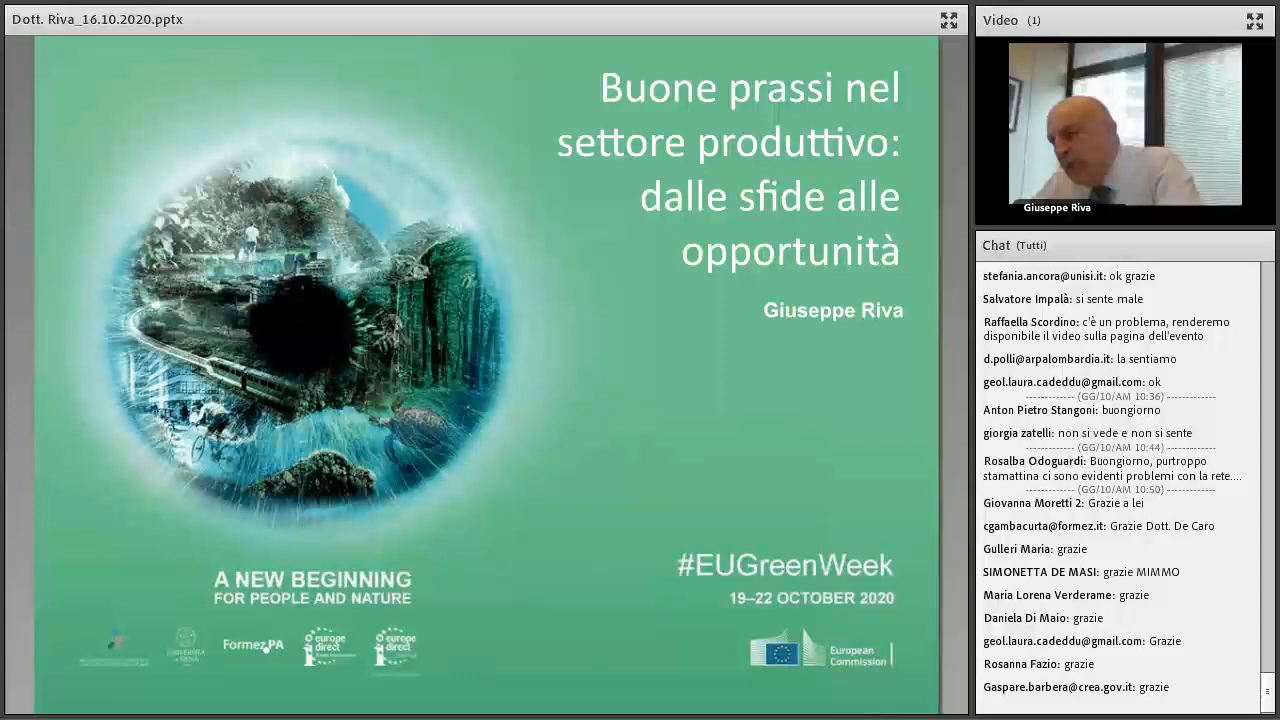 Dott. Riva_16.10.2020.pptx
Buone prassi nel
settore produttivo:
dalle sfide alle
opportunità
Giuseppe Riva
#EUGreenWeek
19–22 OCTOBER 2020
A NEW BEGINNING
FOR PEOPLE AND NATURE
FormezPA
europe
direct
europe
direct
European
Commission
Video (1)
Giuseppe Riva
Chat (Tutti)
stefania.ancora@unisi.it: ok grazie
Salvatore Impalà: si sente male
Raffaella Scordino: c'è un problema, renderemo
disponibile il video sulla pagina dell'evento
d.polli@arpalombardia.it: la sentiamo
geol.laura.cadeddu@gmail.com: ok
------------- (GG/10/AM 10:36) -------------
Anton Pietro Stangoni: buongiorno
giorgia zatelli: non si vede e non si sente
------------- (GG/10/AM 10:44) -------------
Rosalba Odoguardi: Buongiorno, purtroppo
stamattina ci sono evidenti problemi con la rete....
------------- (GG/10/AM 10:50) -------------
Giovanna Moretti 2: Grazie a lei
cgambacurta@formez.it: Grazie Dott. De Caro
Gulleri Maria: grazie
SIMONETTA DE MASI: grazie MIMMO
Maria Lorena Verderame: grazie
Daniela Di Maio: grazie
geol.laura.cadeddu@gmail.com: Grazie
Rosanna Fazio: grazie
Gaspare.barbera@crea.gov.it: grazie